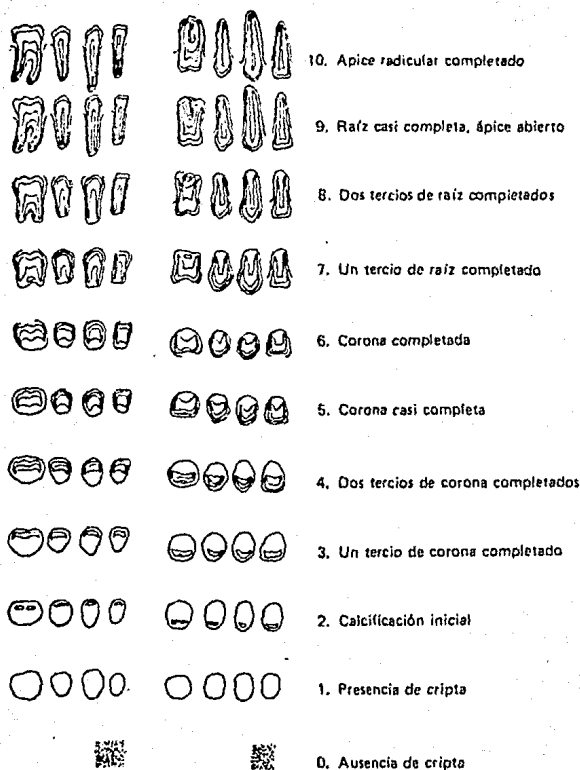 10. Apice radicular completado
9. Raíz casi completa, ápice abierto
8. Dos tercios de raíz completados
7. Un tercio de raíz completado
6. Corona completada
5. Corona casi completa
4. Dos tercios de corona completados
3. Un tercio de corona completado
2. Calcificación inicial
1. Presencia de cripta
0. Ausencia de cripta